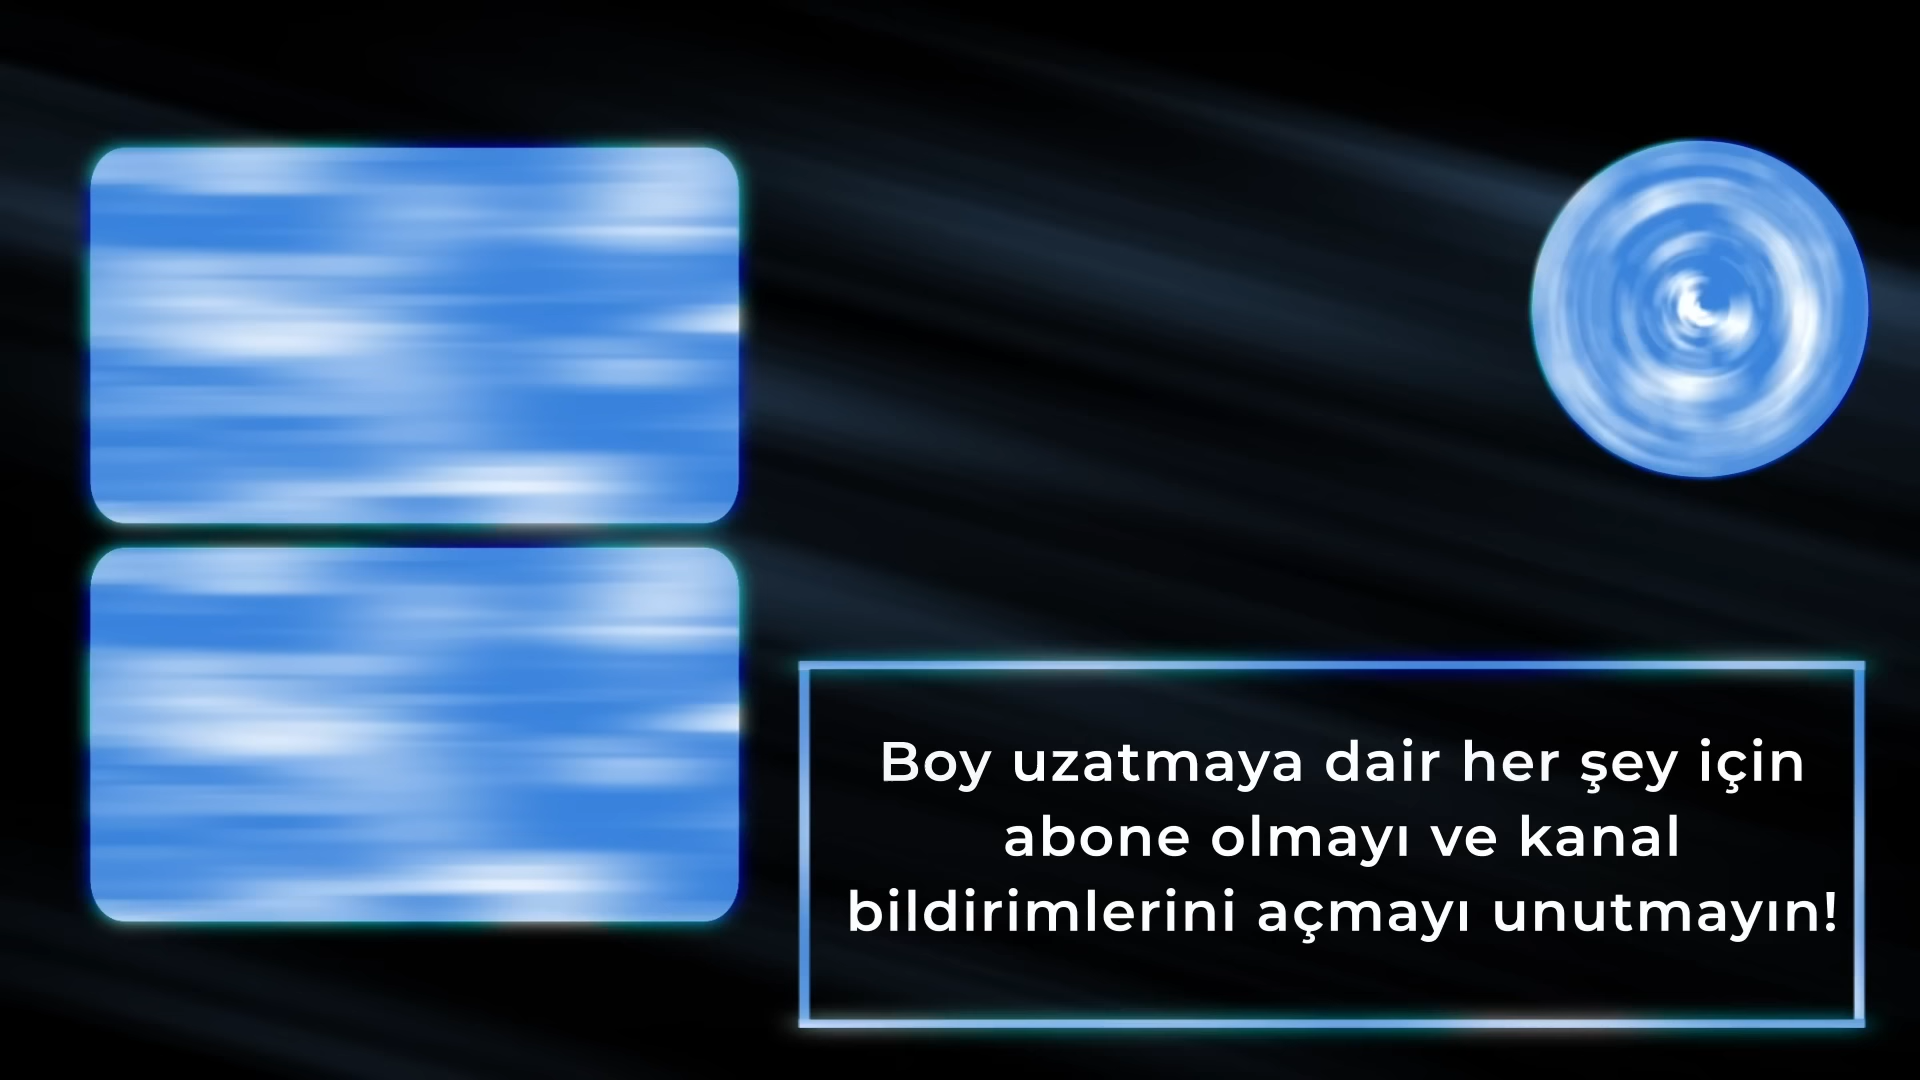 Boy uzatmaya dair her şey için
abone olmayı ve kanal
bildirimlerini açmayı unutmayın!